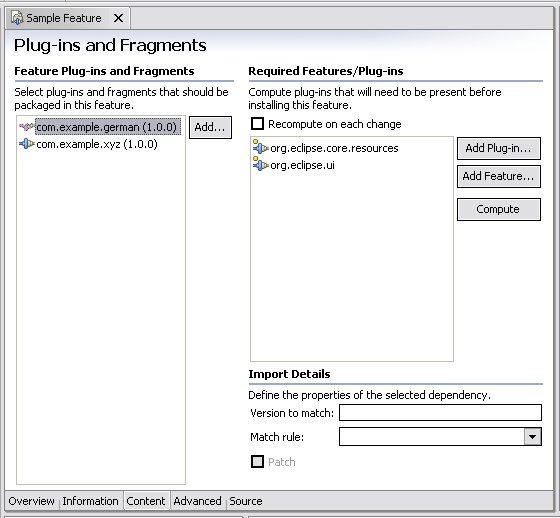 Sample Feature
Plug-ins and Fragments
Feature Plug-ins and Fragments
Select plug-ins and fragments that should be
packaged in this feature.
com.example.german (1.0.0)
com.example.xyz (1.0.0)
Add...
Required Features/Plug-ins
Compute plug-ins that will need to be present before
installing this feature.
Recompute on each change
org.eclipse.core.resources
org.eclipse.ui
Add Plug-in...
Add Feature...
Compute
Import Details
Define the properties of the selected dependency.
Version to match:
Match rule:
Patch
Overview Information Content Advanced Source